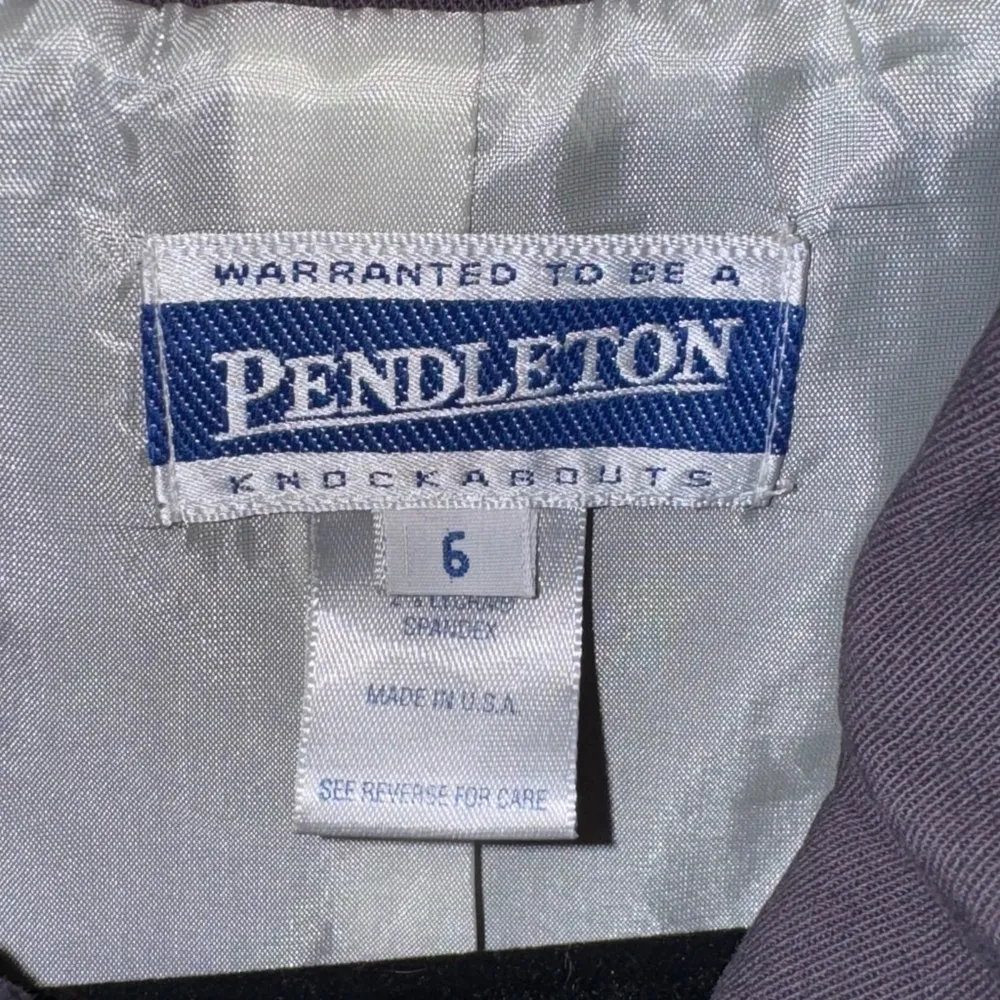 WARRANTED TO BE A
PENDLETON
KNOCKABOUTS
6
SPANDEX
MADE IN U.S.A.
SEE REVERSE FOR CARE